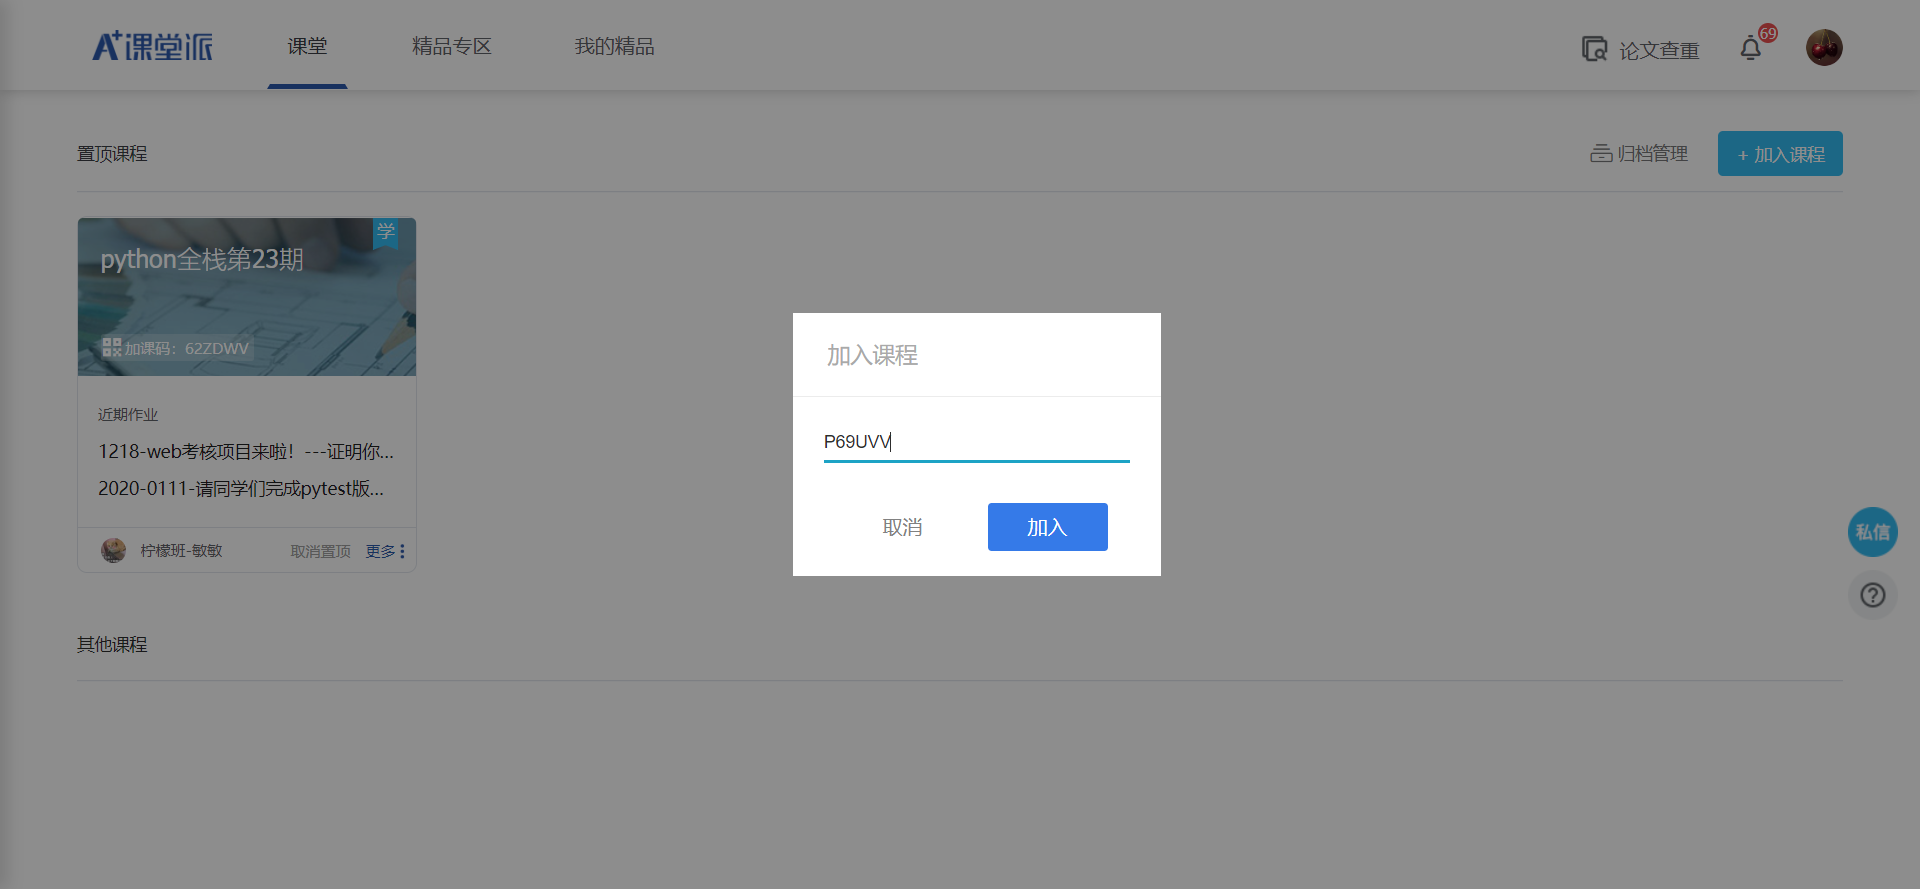 A+课堂派
课堂
精品专区
我的精品
论文查重
69
置顶课程
归档管理
+ 加入课程
学
python全栈第23期
加课码：62ZDWV
近期作业
1218-web考核项目来啦！---证明你...
2020-0111-请同学们完成pytest版...
柠檬班-敏敏
取消置顶
更多
加入课程
P69UVV
取消
加入
私信
其他课程